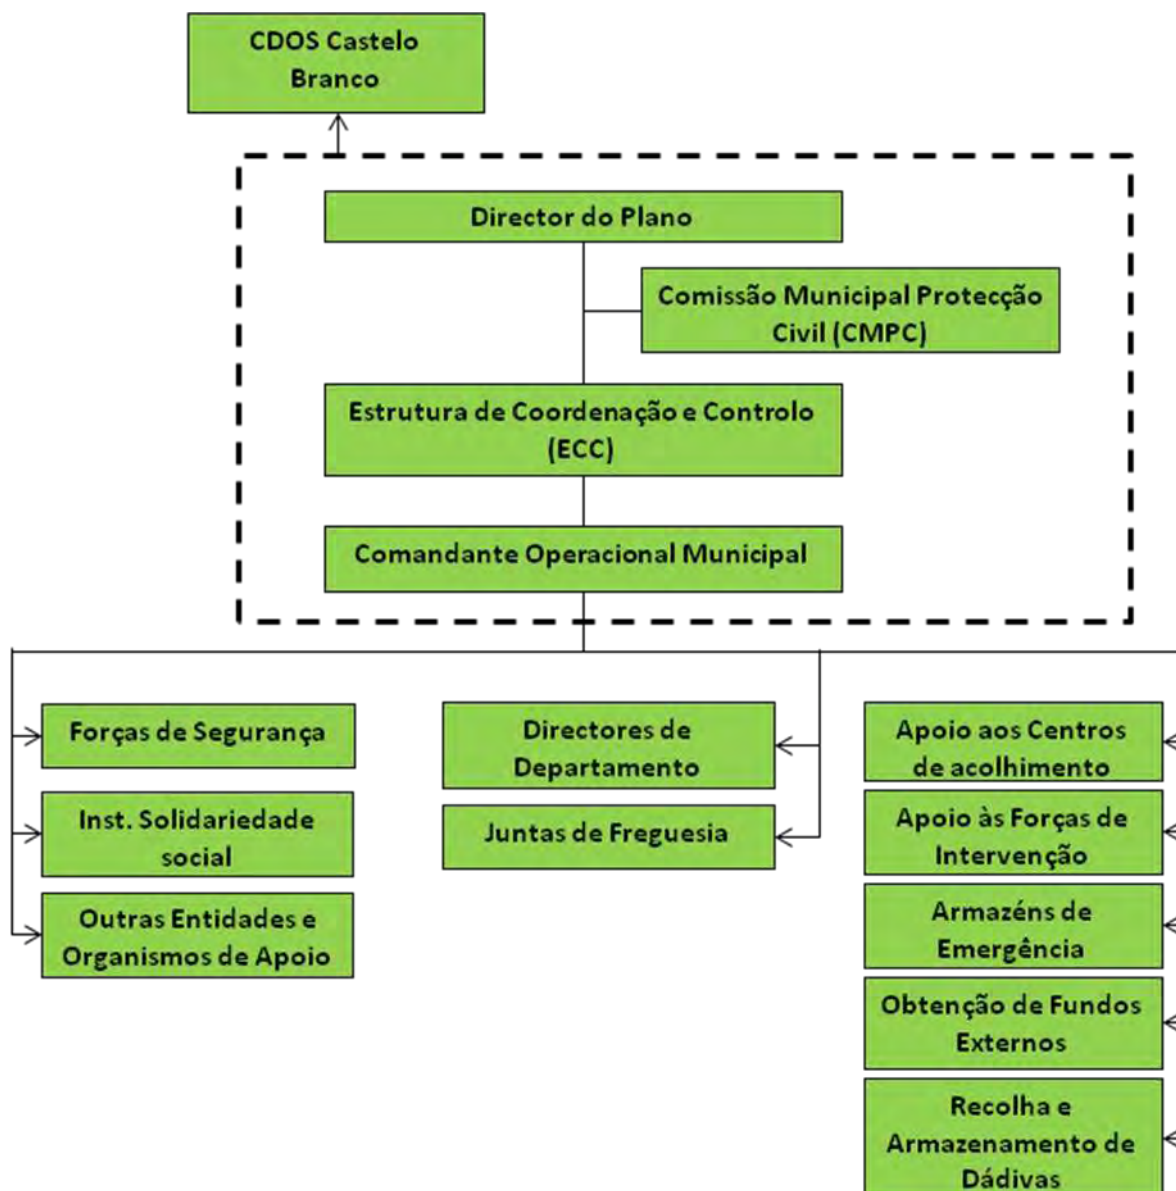 CDOS Castelo
Branco
Director do Plano
Comissão Municipal Protecção
Civil (CMPC)
Estrutura de Coordenação e Controlo
(ECC)
Comandante Operacional Municipal
Forças de Segurança
Inst. Solidariedade
social
Outras Entidades e
Organismos de Apoio
Directores de
Departamento
Juntas de Freguesia
Apoio aos Centros
de acolhimento
Apoio às Forças de
Intervenção
Armazéns de
Emergência
Obtenção de Fundos
Externos
Recolha e
Armazenamento de
Dádivas